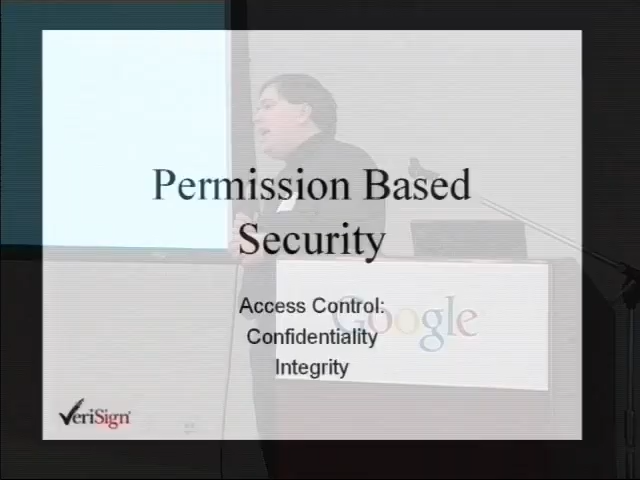 Permission Based
Security
Access Control:
Google
Confidentiality
Integrity
VeriSign